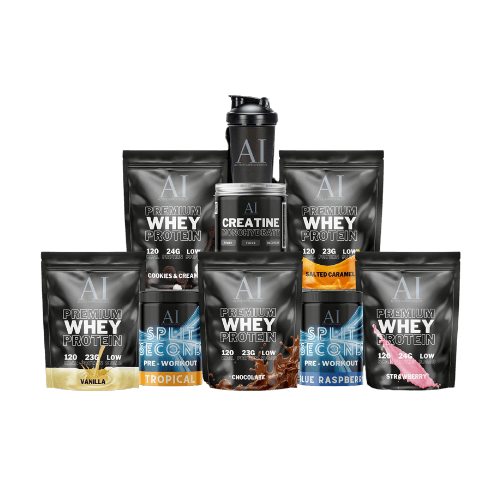 AI
AI
PREMIUM
WHEY
PROTEIN
120 24G LOW
COOKIES & CREAM
CREATINE
MONOHYDRATE
AI
PREMIUM
WHEY
PROTEIN
120 23G LOW
SALTED CARAMEL
AI
PREMIUM
WHEY
PROTEIN
120 23G LOW
VANILLA
AI
SPLIT
SECOND
PRE - WORKOUT
TROPICAL
AI
PREMIUM
WHEY
PROTEIN
120 23G LOW
CHOCOLATE
AI
SPLIT
SECOND
PRE - WORKOUT
BLUE RASPBERR
AI
PREMIUM
WHEY
PROTEIN
120 24G LOW
STRAWBERRY